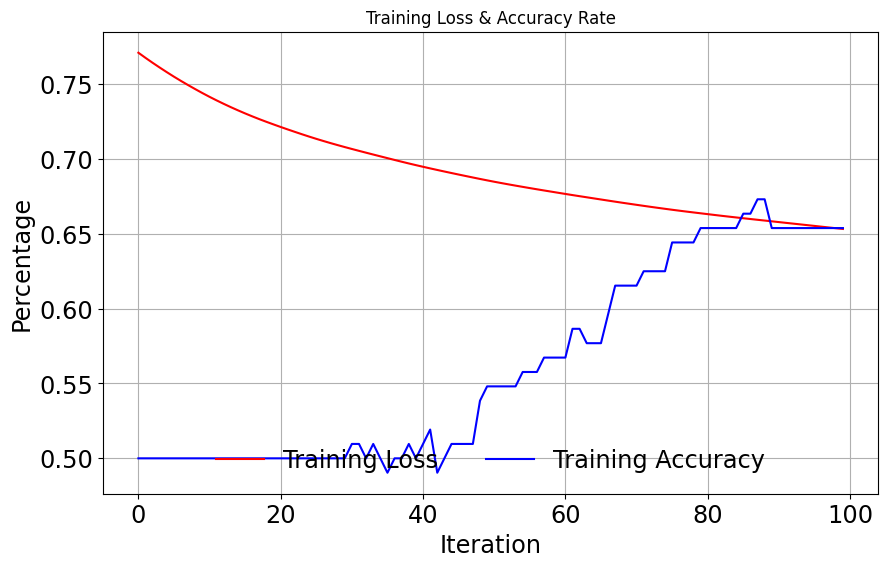 Training Loss & Accuracy Rate
0.75
0.70
0.65
0.60
0.55
0.50
Percentage
Training Loss Training Accuracy
0 20 40 60 80 100
Iteration